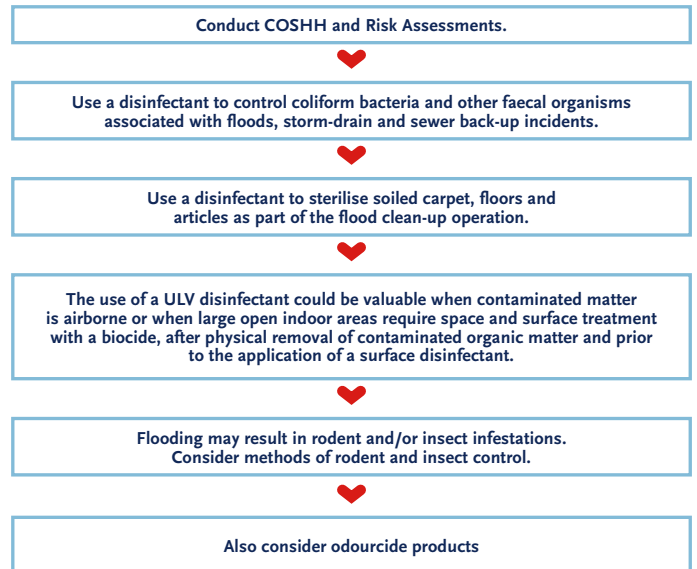 Conduct COSHH and Risk Assessments.
Use a disinfectant to control coliform bacteria and other faecal organisms
associated with floods, storm-drain and sewer back-up incidents.
Use a disinfectant to sterilise soiled carpet, floors and
articles as part of the flood clean-up operation.
The use of a ULV disinfectant could be valuable when contaminated matter
is airborne or when large open indoor areas require space and surface treatment
with a biocide, after physical removal of contaminated organic matter and prior
to the application of a surface disinfectant.
Flooding may result in rodent and/or insect infestations.
Consider methods of rodent and insect control.
Also consider odourcide products